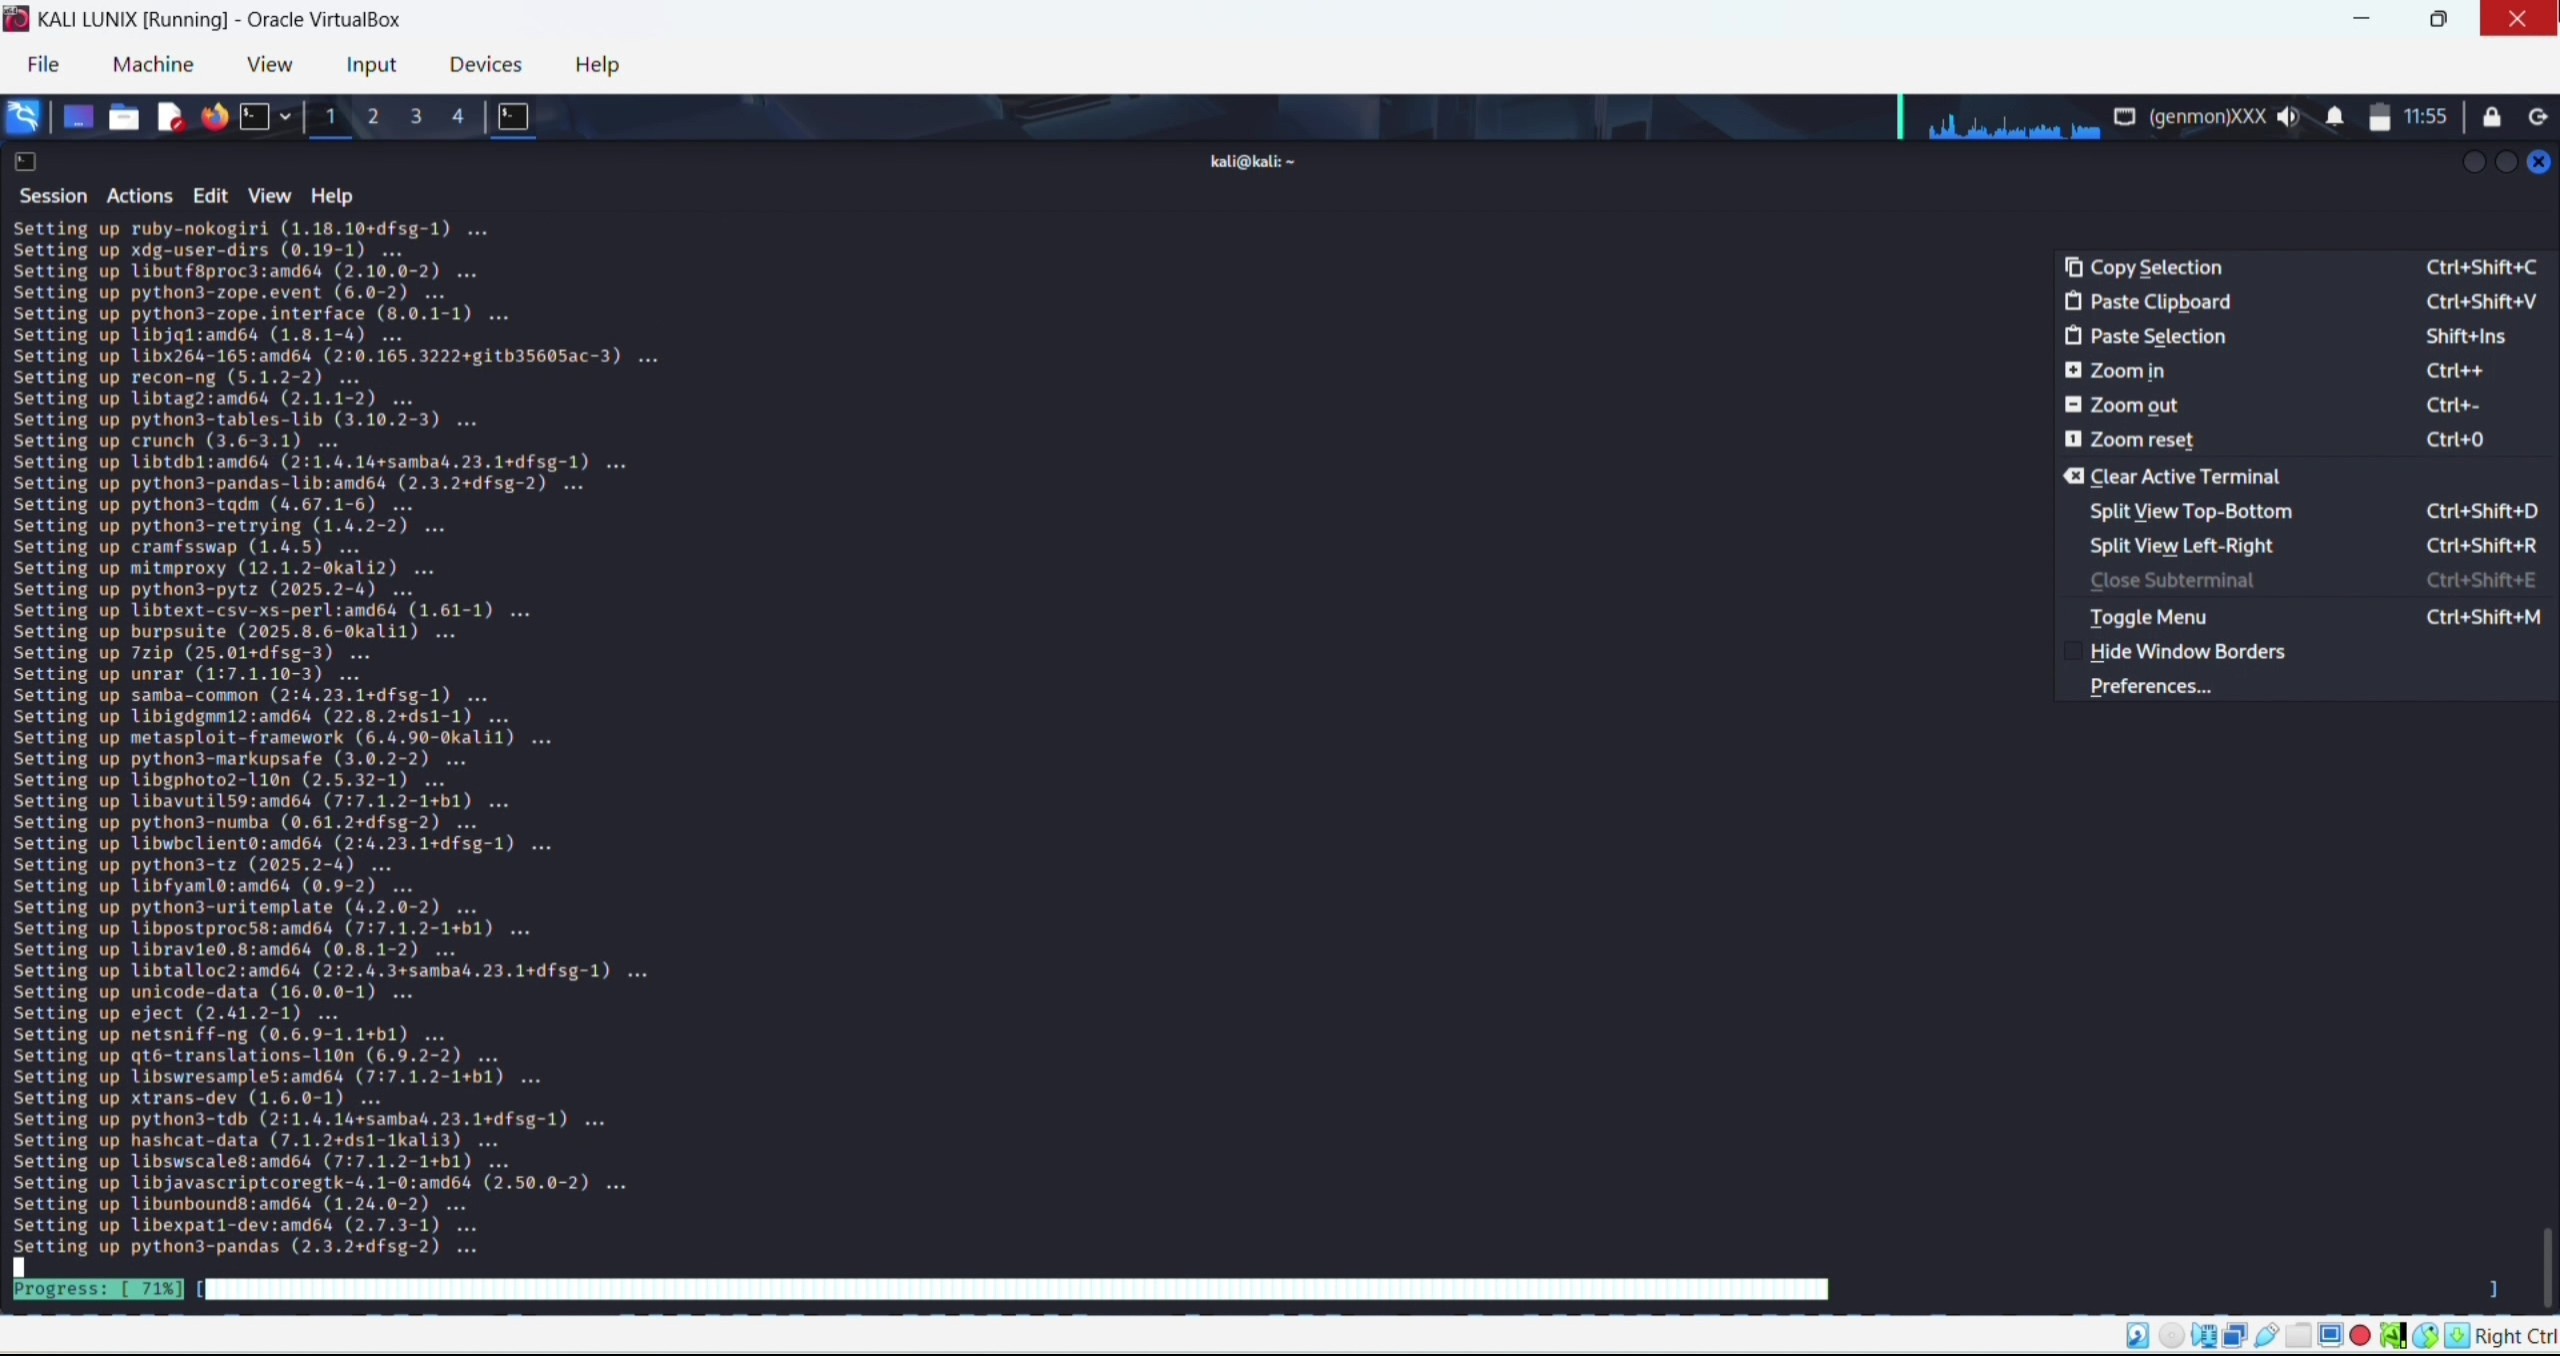 KALI LUNIX [Running] - Oracle VirtualBox
File Machine View Input Devices Help
1 2 3 4 (genmon)XXX 11:55
kali@kali: ~
Session Actions Edit View Help
Setting up ruby-nokogiri (1.18.10+dfsg-1) ...
Setting up xdg-user-dirs (0.19-1) ...
Setting up libutf8proc3:amd64 (2.10.0-2) ...
Setting up python3-zope.event (6.0-2) ...
Setting up python3-zope.interface (8.0.1-1) ...
Setting up libjq1:amd64 (1.8.1-4) ...
Setting up libx264-165:amd64 (2:0.165.3222+gitb35605ac-3) ...
Setting up recon-ng (5.1.2-2) ...
Setting up libtag2:amd64 (2.1.1-2) ...
Setting up python3-tables-lib (3.10.2-3) ...
Setting up crunch (3.6-3.1) ...
Setting up libtdb1:amd64 (2:1.4.14+samba4.23.1+dfsg-1) ...
Setting up python3-pandas-lib:amd64 (2.3.2+dfsg-2) ...
Setting up python3-tqdm (4.67.1-6) ...
Setting up python3-retrying (1.4.2-2) ...
Setting up cramfsswap (1.4.5) ...
Setting up mitmproxy (12.1.2-0kali2) ...
Setting up python3-pytz (2025.2-4) ...
Setting up libtext-csv-xs-perl:amd64 (1.61-1) ...
Setting up burpsuite (2025.8.6-0kali1) ...
Setting up 7zip (25.01+dfsg-3) ...
Setting up unrar (1:7.1.10-3) ...
Setting up samba-common (2:4.23.1+dfsg-1) ...
Setting up libigdgmm12:amd64 (22.8.2+ds1-1) ...
Setting up metasploit-framework (6.4.90-0kali1) ...
Setting up python3-markupsafe (3.0.2-2) ...
Setting up libgphoto2-l10n (2.5.32-1) ...
Setting up libavutil59:amd64 (7:7.1.2-1+b1) ...
Setting up python3-numba (0.61.2+dfsg-2) ...
Setting up libwbclient0:amd64 (2:4.23.1+dfsg-1) ...
Setting up python3-tz (2025.2-4) ...
Setting up libfyaml0:amd64 (0.9-2) ...
Setting up python3-uritemplate (4.2.0-2) ...
Setting up libpostproc58:amd64 (7:7.1.2-1+b1) ...
Setting up librav1e0.8:amd64 (0.8.1-2) ...
Setting up libtalloc2:amd64 (2:2.4.3+samba4.23.1+dfsg-1) ...
Setting up unicode-data (16.0.0-1) ...
Setting up eject (2.41.2-1) ...
Setting up netsniff-ng (0.6.9-1.1+b1) ...
Setting up qt6-translations-l10n (6.9.2-2) ...
Setting up libswresample5:amd64 (7:7.1.2-1+b1) ...
Setting up xtrans-dev (1.6.0-1) ...
Setting up python3-tdb (2:1.4.14+samba4.23.1+dfsg-1) ...
Setting up hashcat-data (7.1.2+ds1-1kali3) ...
Setting up libswscale8:amd64 (7:7.1.2-1+b1) ...
Setting up libjavascriptcoregtk-4.1-0:amd64 (2.50.0-2) ...
Setting up libunbound8:amd64 (1.24.0-2) ...
Setting up libexpat1-dev:amd64 (2.7.3-1) ...
Setting up python3-pandas (2.3.2+dfsg-2) ...
Progress: [ 71%] [ ]
Copy Selection Ctrl+Shift+C
Paste Clipboard Ctrl+Shift+V
Paste Selection Shift+Ins
Zoom in Ctrl++
Zoom out Ctrl+-
Zoom reset Ctrl+0
Clear Active Terminal
Split View Top-Bottom Ctrl+Shift+D
Split View Left-Right Ctrl+Shift+R
Close Subterminal Ctrl+Shift+E
Toggle Menu Ctrl+Shift+M
Hide Window Borders
Preferences...
Right Ctrl